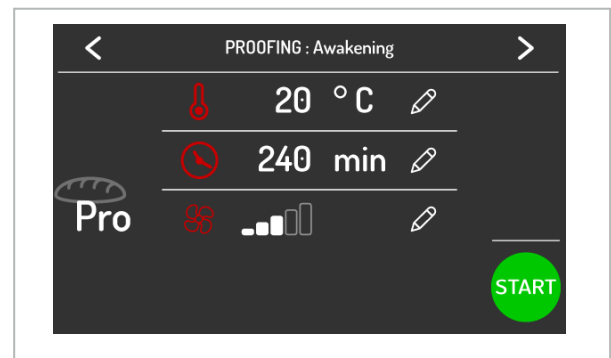 PROOFING : Awakening
20 °C
240 min
Pro
START